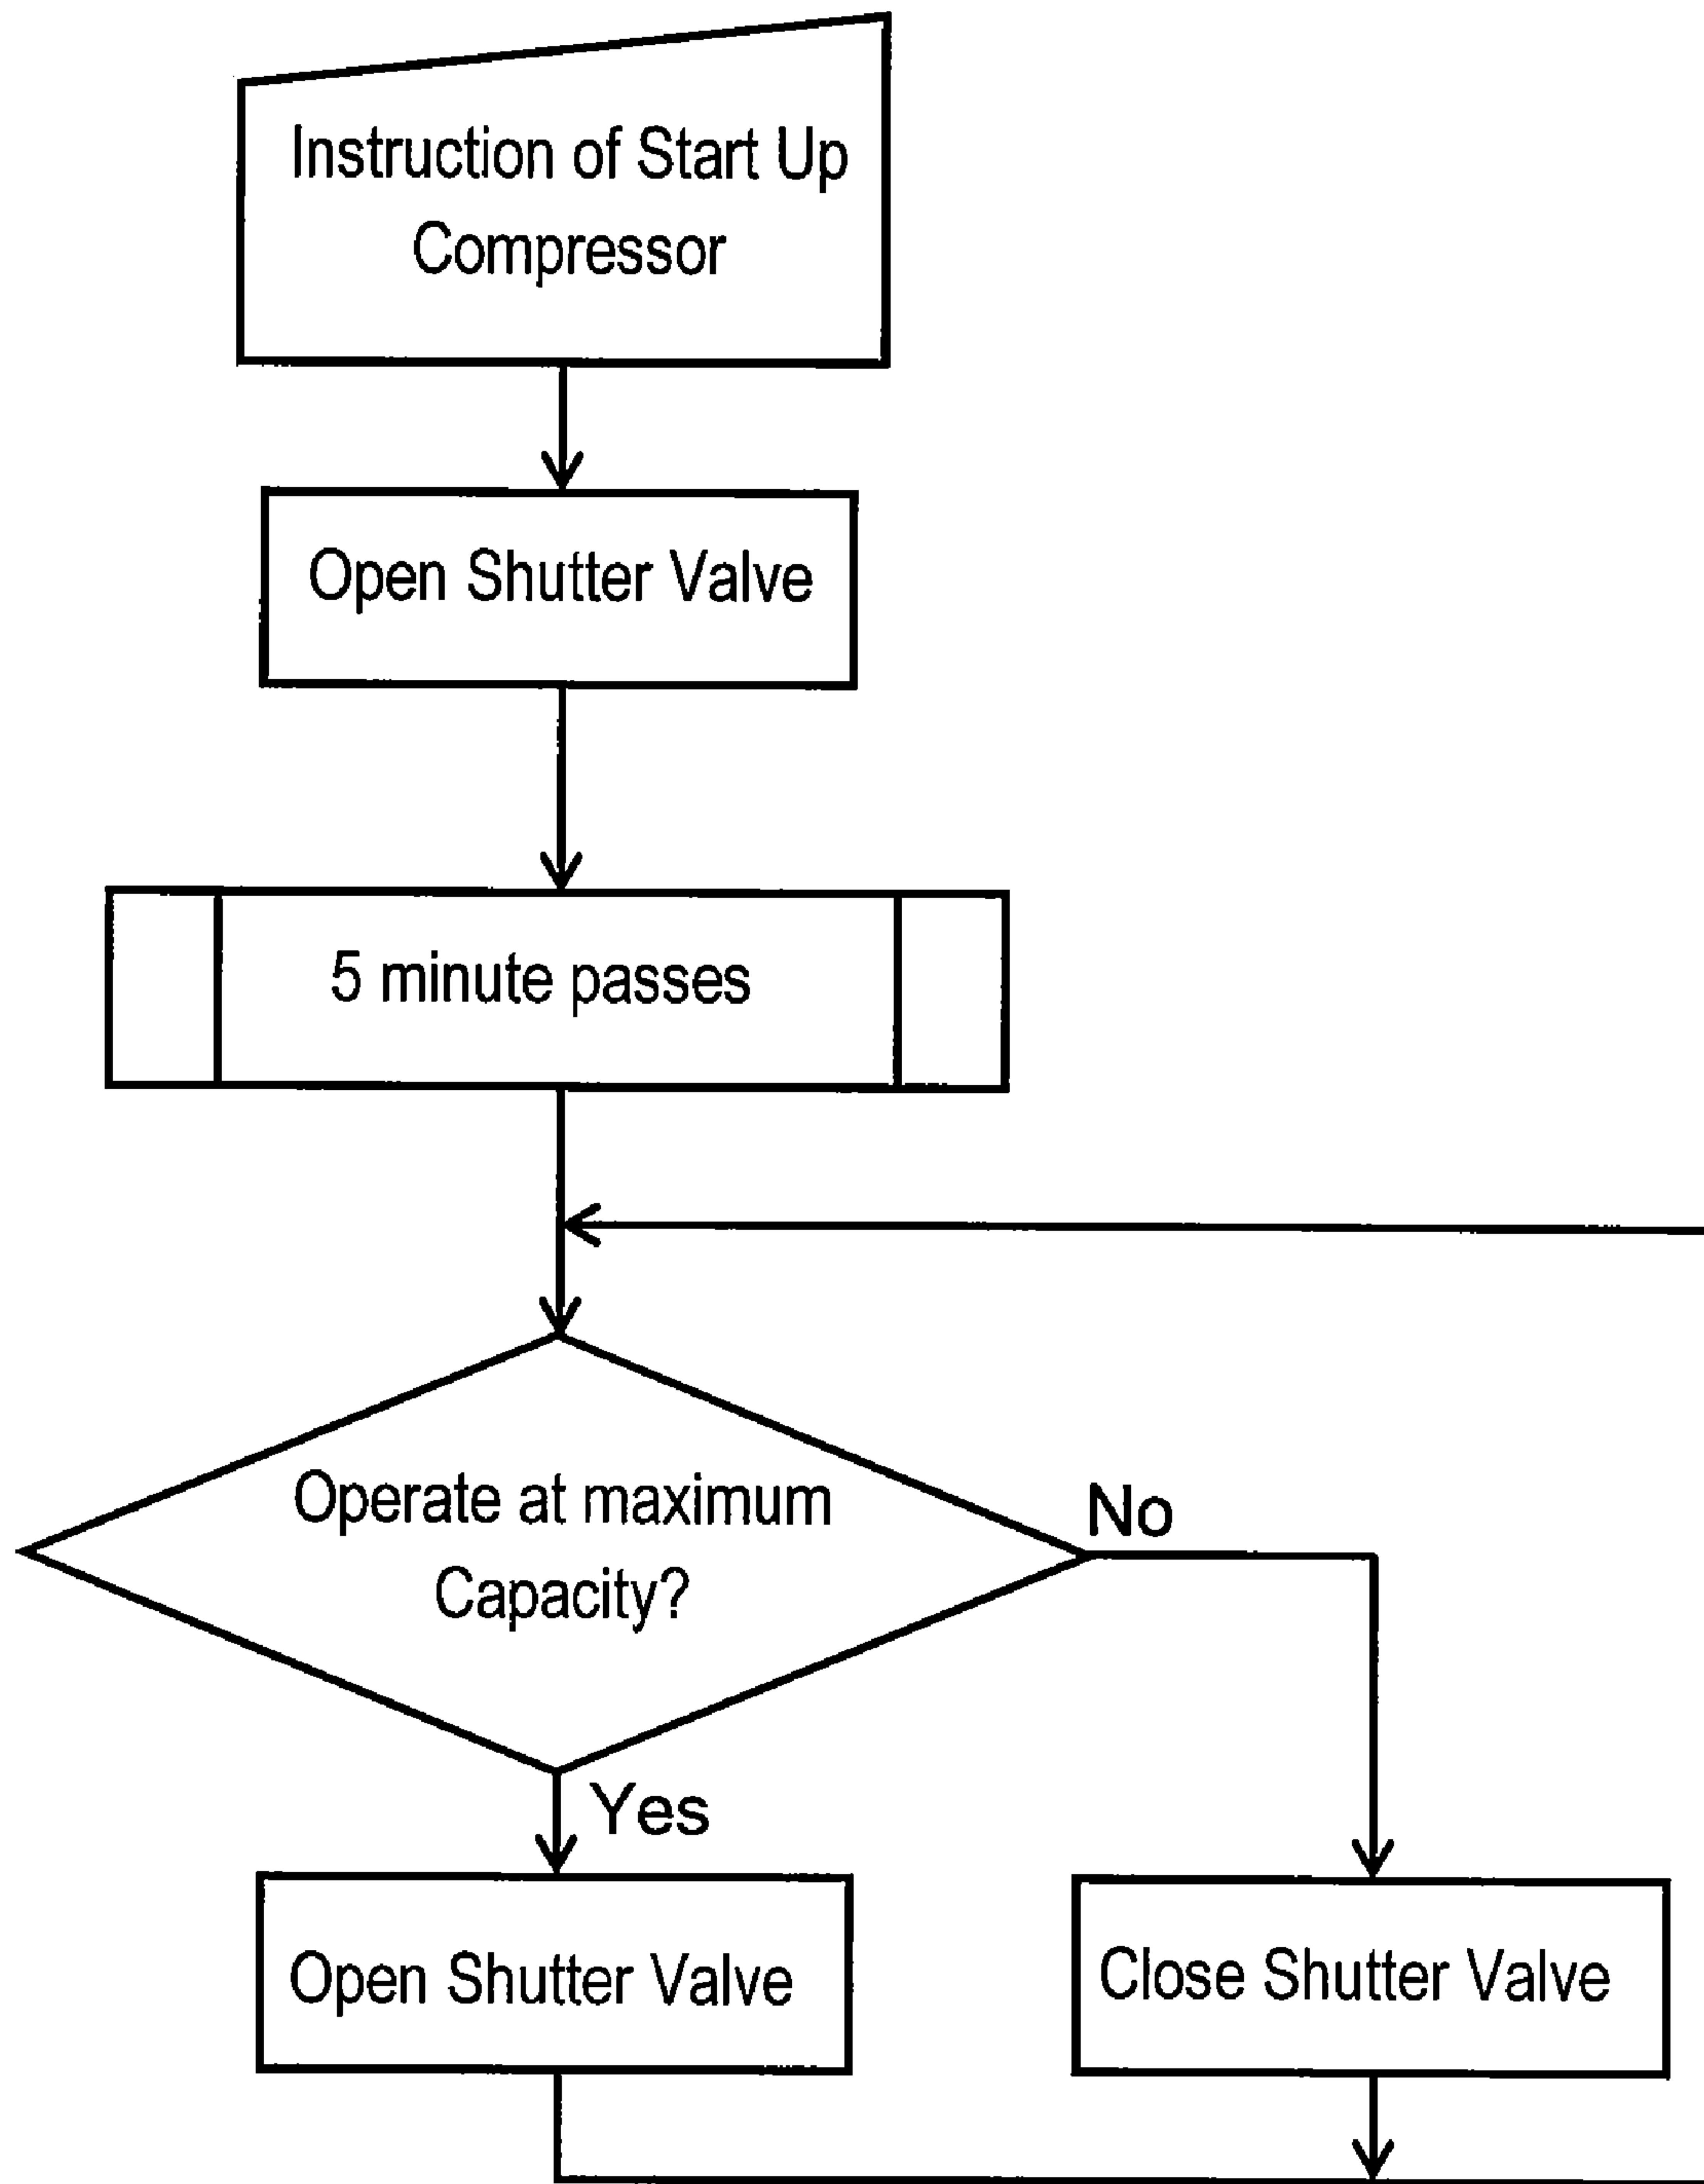 Instruction of Start Up
Compressor
Open Shutter Valve
5 minute passes
Operate at maximum
Capacity?
No
Yes
Open Shutter Valve
Close Shutter Valve